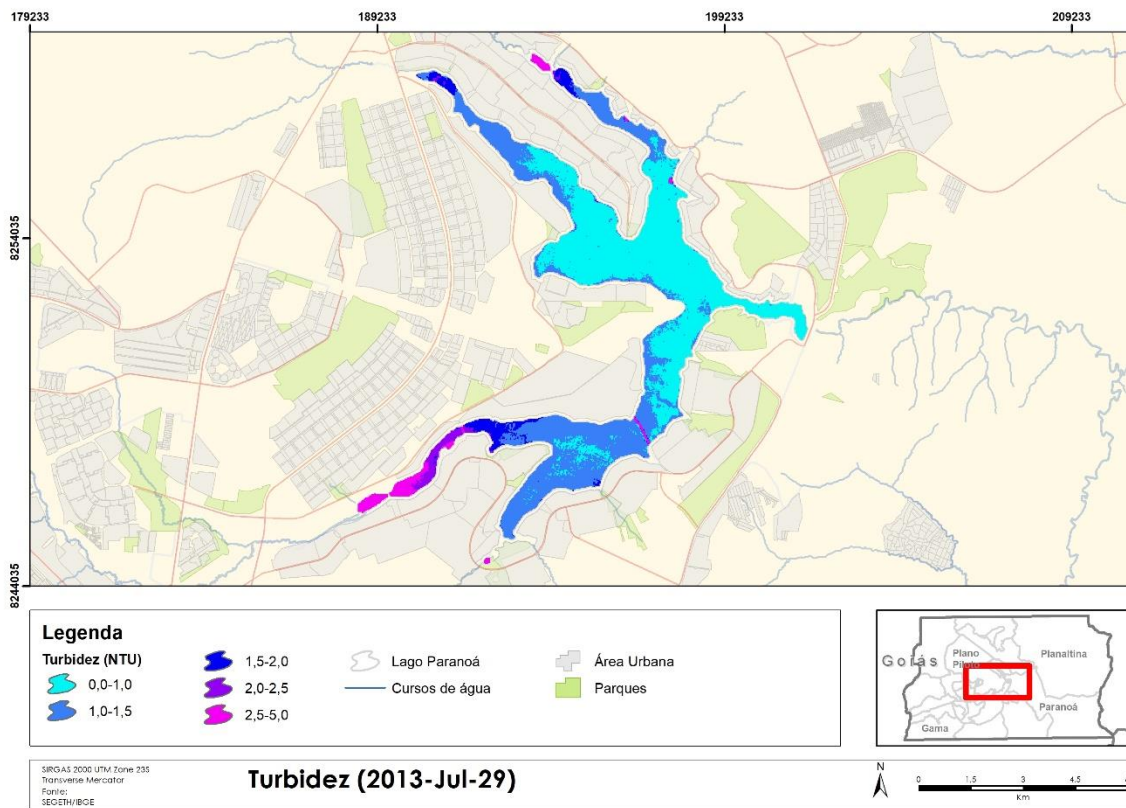 179233
189233
199233
209233
8254035
8244035
Legenda
Turbidez (NTU)
0,0-1,0
1,0-1,5
1,5-2,0
2,0-2,5
2,5-5,0
Lago Paranoá
Cursos de água
Área Urbana
Parques
Goiás
Plano
Piloto
Planaltina
Paranoá
Gama
SIRGAS 2000 UTM Zone 23S
Transverse Mercator
Fonte:
SEGETH/IBGE
Turbidez (2013-Jul-29)
N
0 1,5 3 4,5
Km